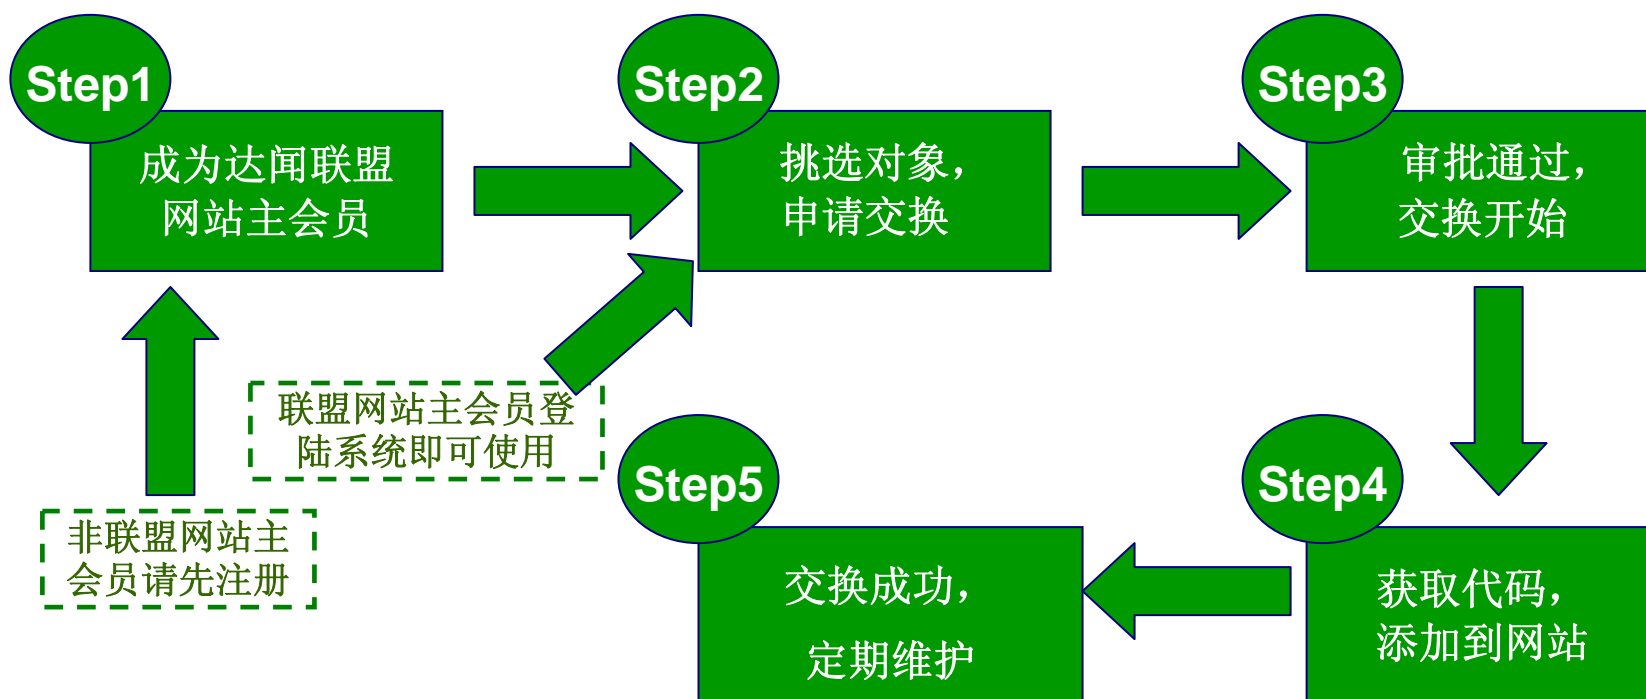 Step1
成为达闻联盟
网站主会员
Step2
挑选对象，
申请交换
Step3
审批通过，
交换开始
联盟网站主会员登
陆系统即可使用
非联盟网站主
会员请先注册
Step4
获取代码，
添加到网站
Step5
交换成功，
定期维护